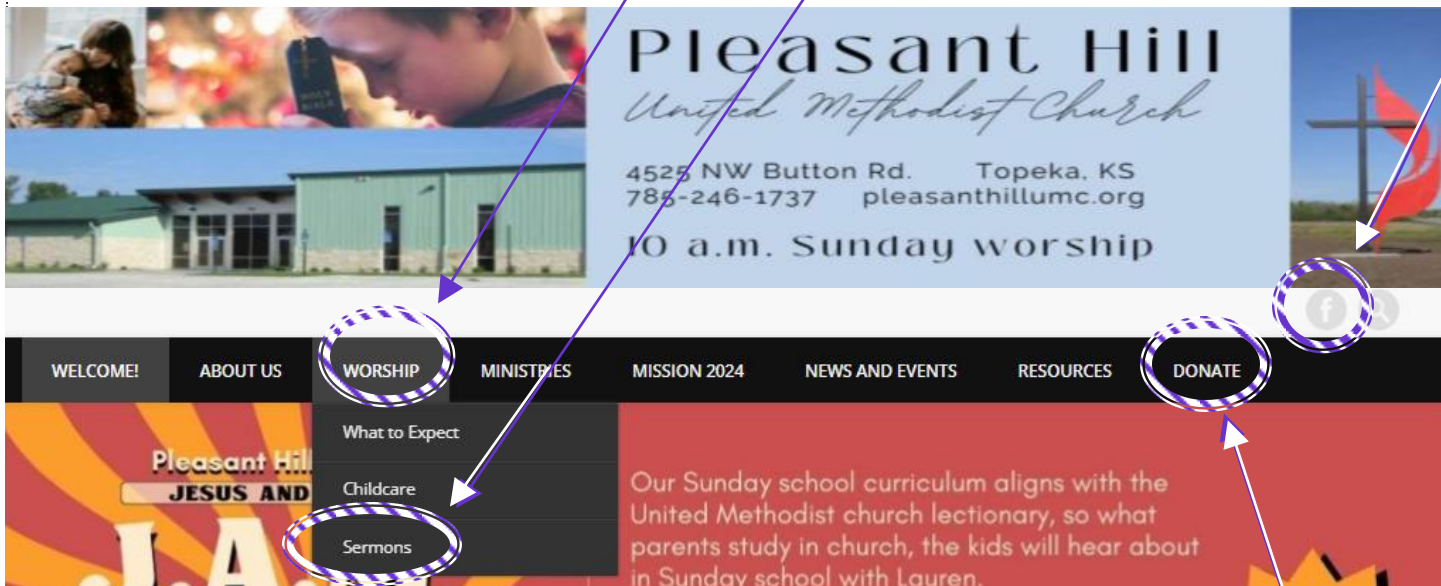 HOLY
BIBLE
Pleasant Hill
United Methodist Church
4525 NW Button Rd. Topeka, KS
785-246-1737 pleasanthillumc.org
10 a.m. Sunday worship
f
WELCOME! ABOUT US WORSHIP MINISTRIES MISSION 2024 NEWS AND EVENTS RESOURCES DONATE
What to Expect
Childcare
Sermons
Pleasant Hill
JESUS AND
J.A.
Our Sunday school curriculum aligns with the
United Methodist church lectionary, so what
parents study in church, the kids will hear about
in Sunday school with Lauren.